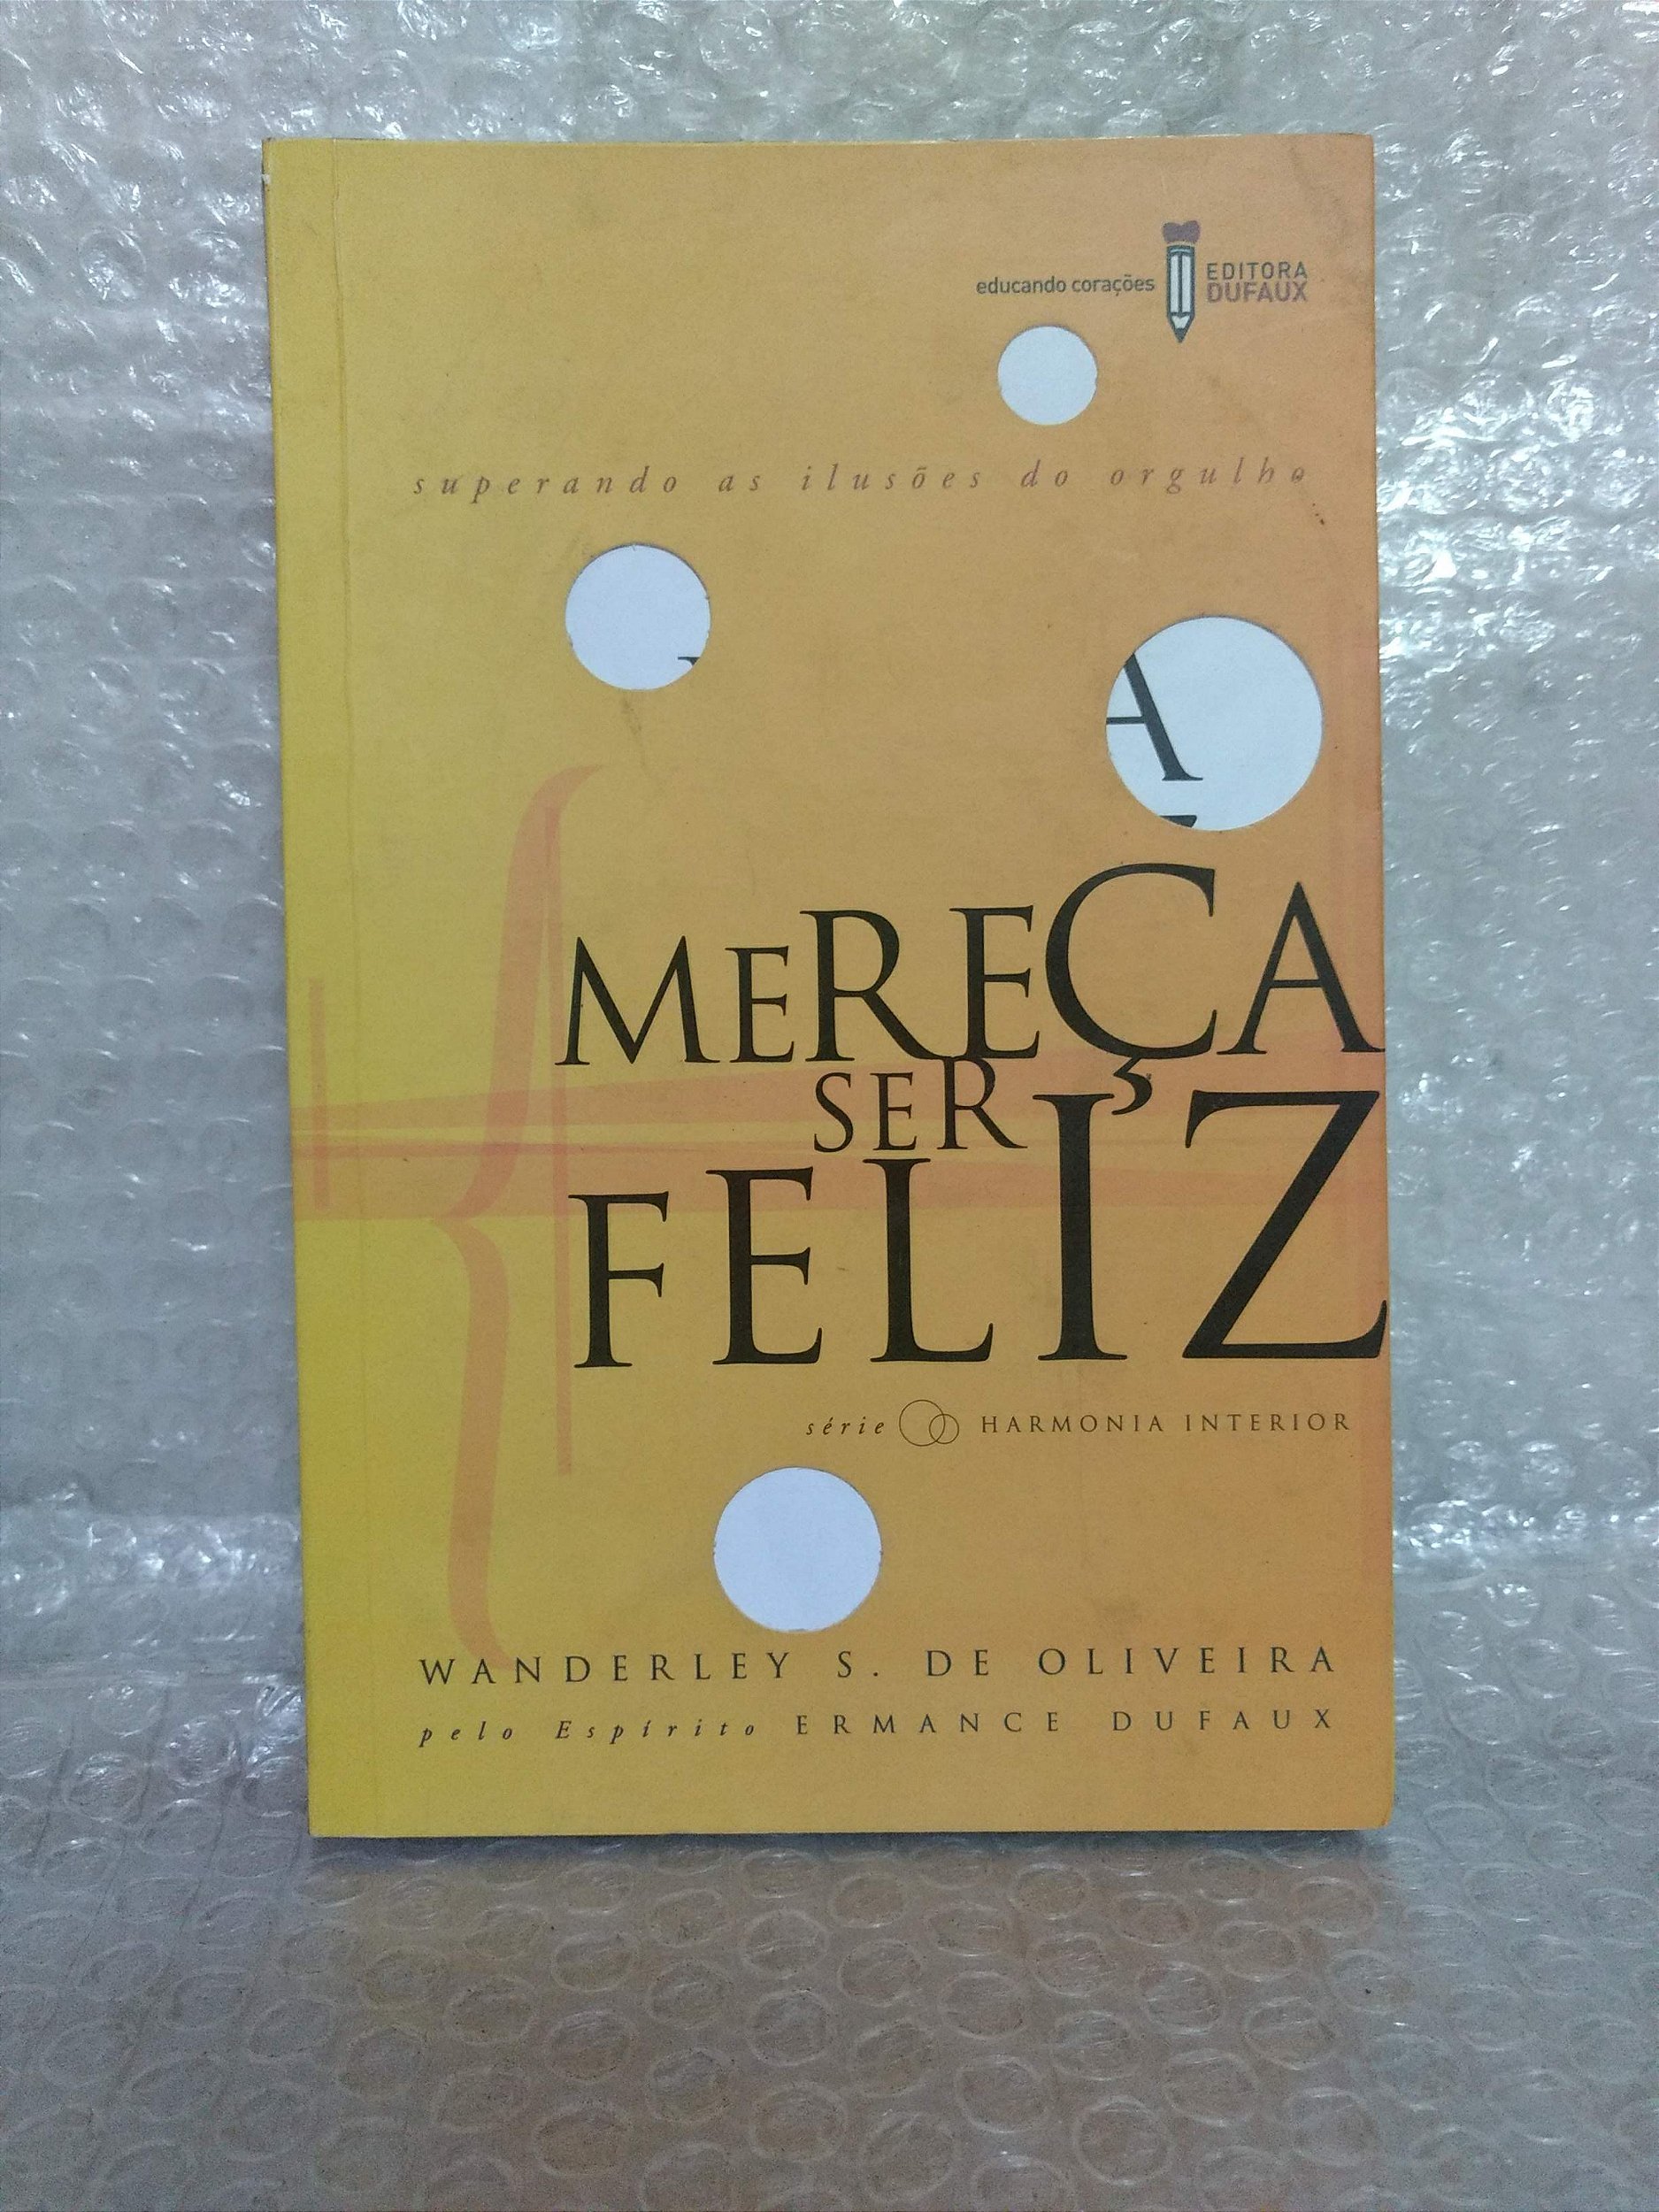 educando corações EDITORA
DUFAUX
superando as ilusões do orgulho
A
MEREÇA
SER
FELIZ
série HARMONIA INTERIOR
WANDERLEY S. DE OLIVEIRA
pelo Espírito ERMANCE DUFAUX